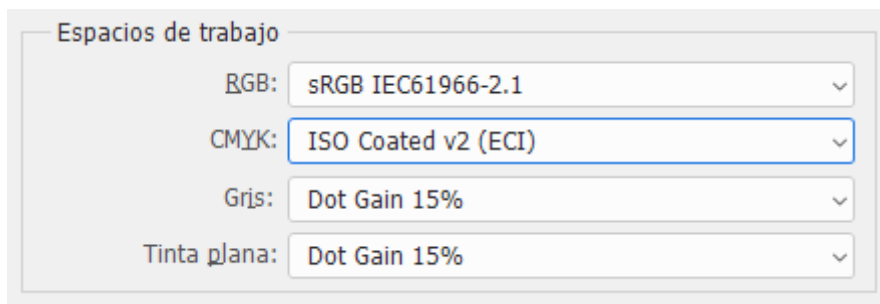 Espacios de trabajo
RGB: sRGB IEC61966-2.1
CMYK: ISO Coated v2 (ECI)
Gris: Dot Gain 15%
Tinta plana: Dot Gain 15%